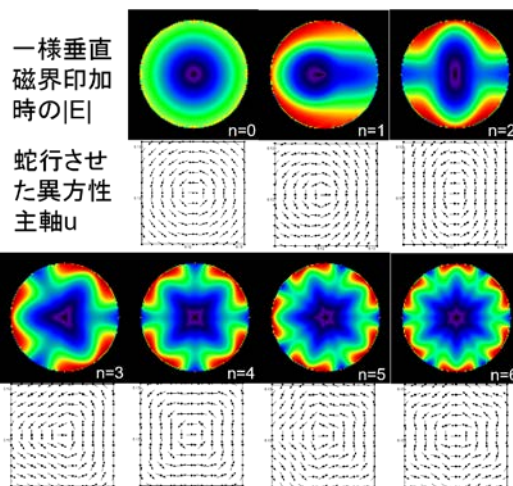 一様垂直
磁界印加
時の|E|
n=0
n=1
n=2
蛇行させ
た異方性
主軸u
n=3
n=4
n=5
n=6